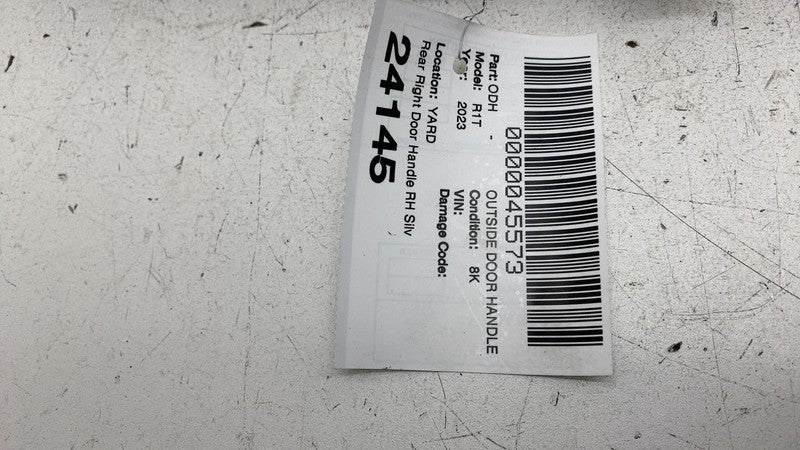 0000045573
Part: ODH - OUTSIDE DOOR HANDLE
Model: R1T Condition: 8K
Year: 2023 VIN:
Damage Code:
Location: YARD
Rear Right Door Handle RH Silv
24145